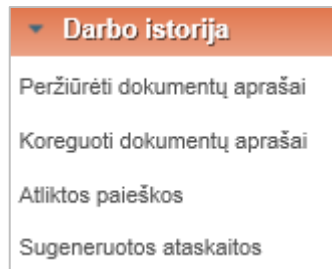 Darbo istorija
Peržiūrėti dokumentų aprašai
Koreguoti dokumentų aprašai
Atliktos paieškos
Sugeneruotos ataskaitos